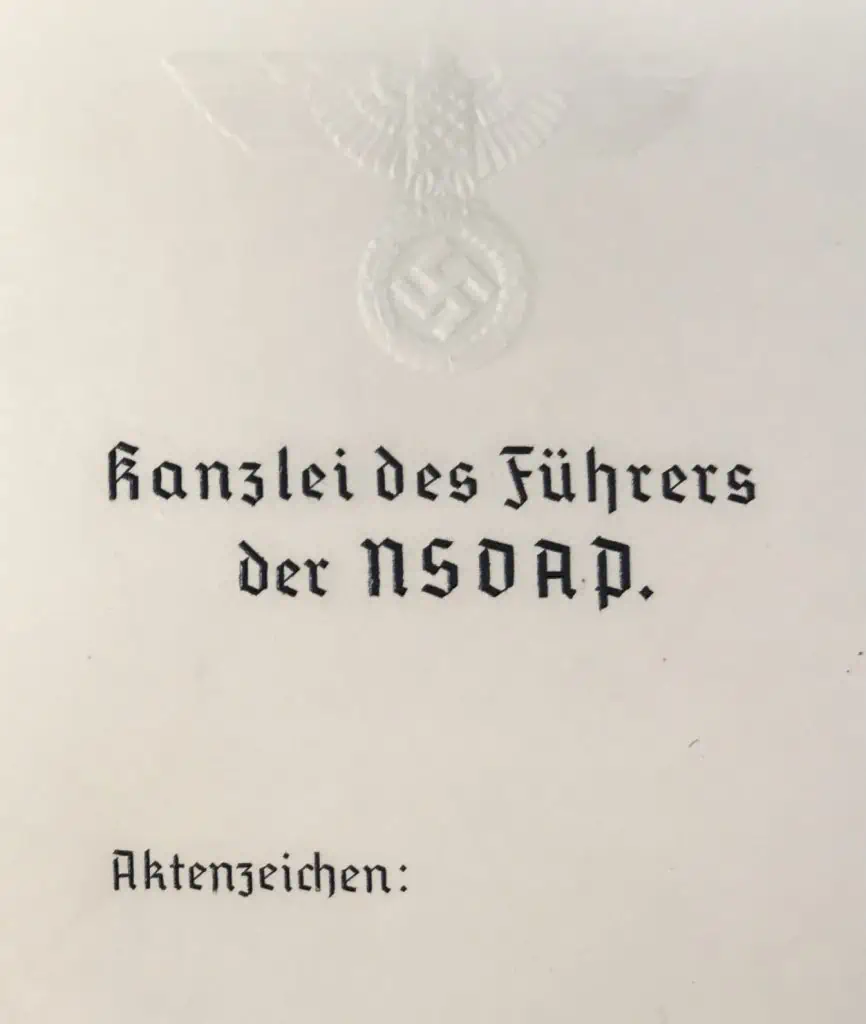 Kanzlei des Führers
der NSDAP.
Aktenzeichen: